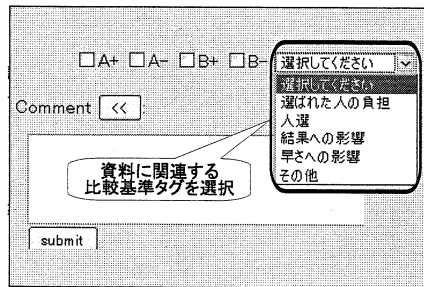 □A+ □A- □B+ □B- 選択してください
選択してください
選ばれた人の負担
人選
結果への影響
早さへの影響
その他
Comment << :
資料に関連する
比較基準タグを選択
submit